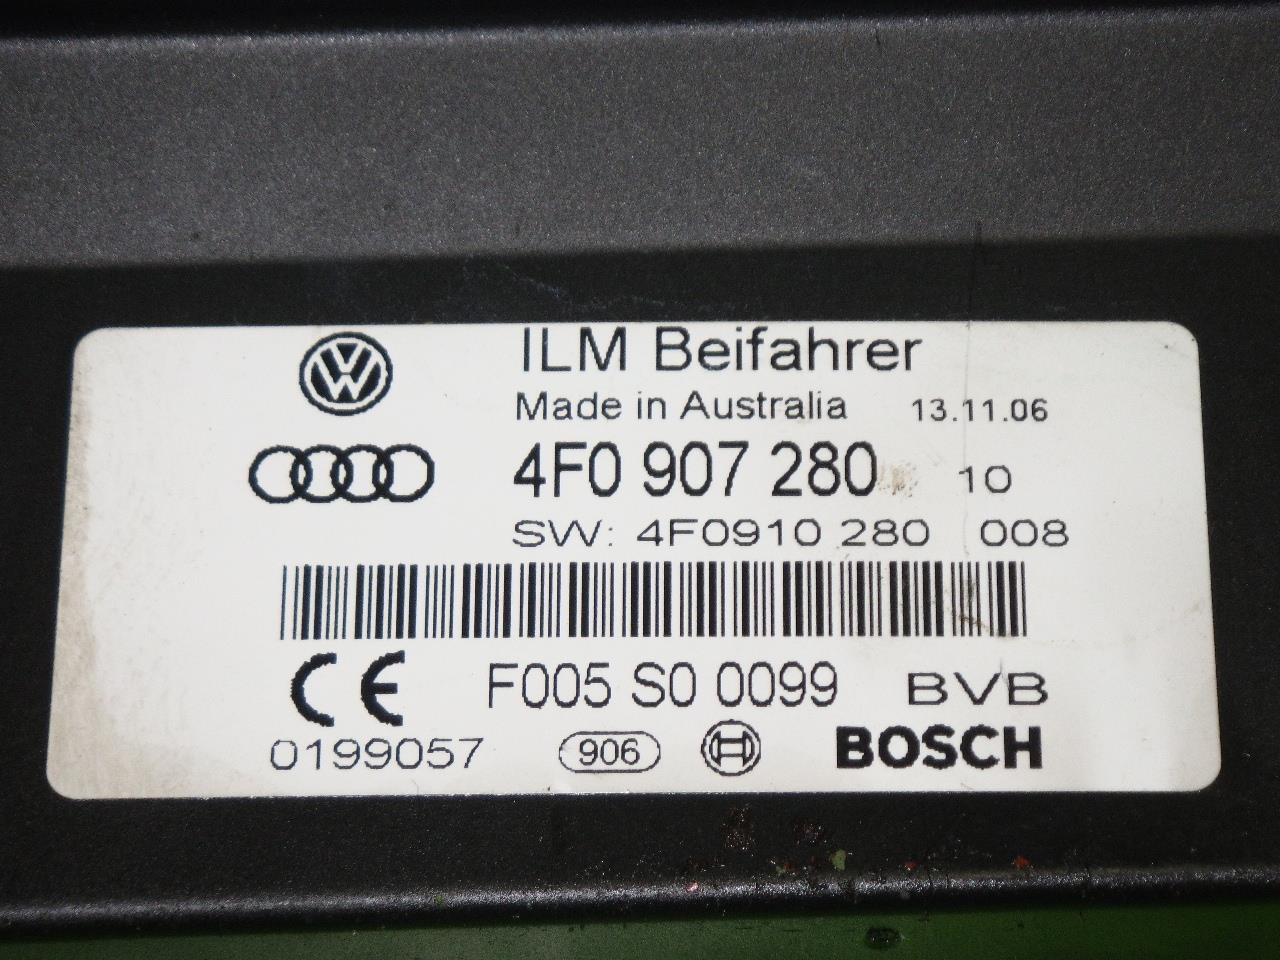 ILM Beifahrer
Made in Australia 13.11.06
4F0 907 280 10
SW: 4F0910 280 008
CE F005 S0 0099 BVB
0199057 906 BOSCH